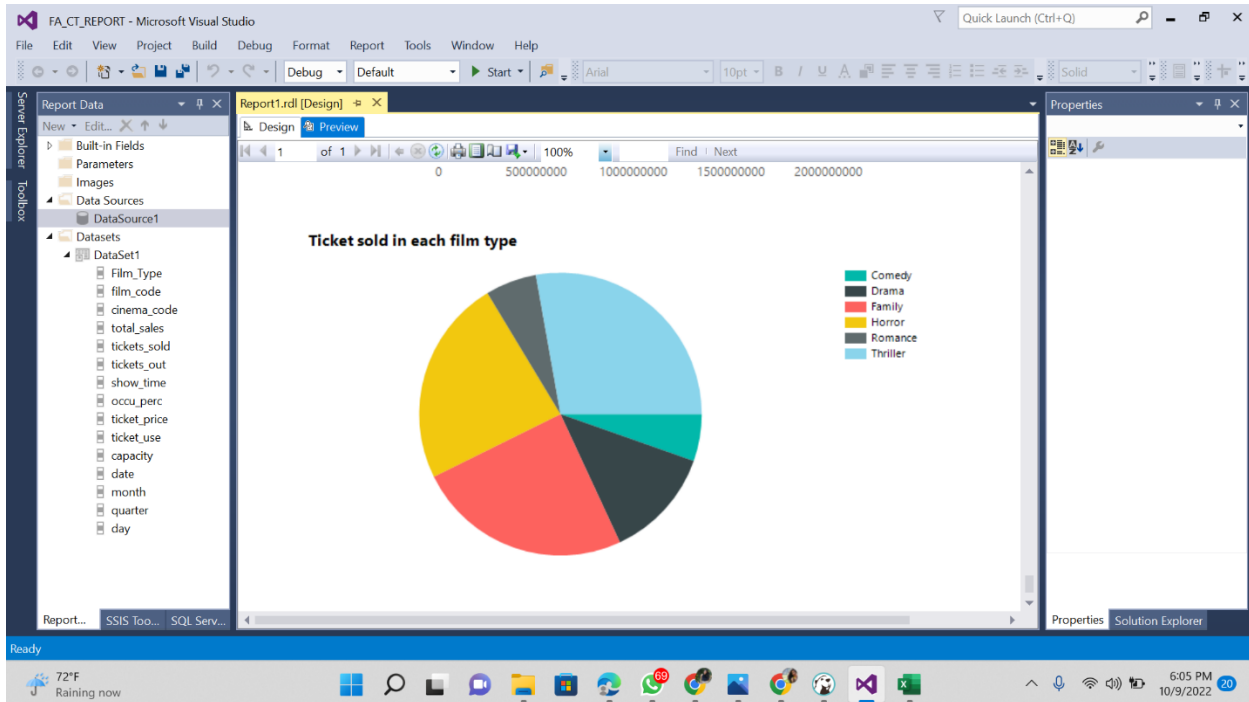 FA_CT_REPORT - Microsoft Visual Studio
Quick Launch (Ctrl+Q)
File Edit View Project Build Debug Format Report Tools Window Help
Debug Default Start Arial 10pt B I U A Solid
Server Explorer
Toolbox
Report Data
New Edit...
Built-in Fields
Parameters
Images
Data Sources
DataSource1
Datasets
DataSet1
Film_Type
film_code
cinema_code
total_sales
tickets_sold
tickets_out
show_time
occu_perc
ticket_price
ticket_use
capacity
date
month
quarter
day
Report... SSIS Too... SQL Serv...
Report1.rdl [Design]
Design Preview
1 of 1 100% Find Next
0 500000000 1000000000 1500000000 2000000000
Ticket sold in each film type
Comedy
Drama
Family
Horror
Romance
Thriller
Properties
Properties Solution Explorer
Ready
72°F
Raining now
69
6:05 PM
10/9/2022
20